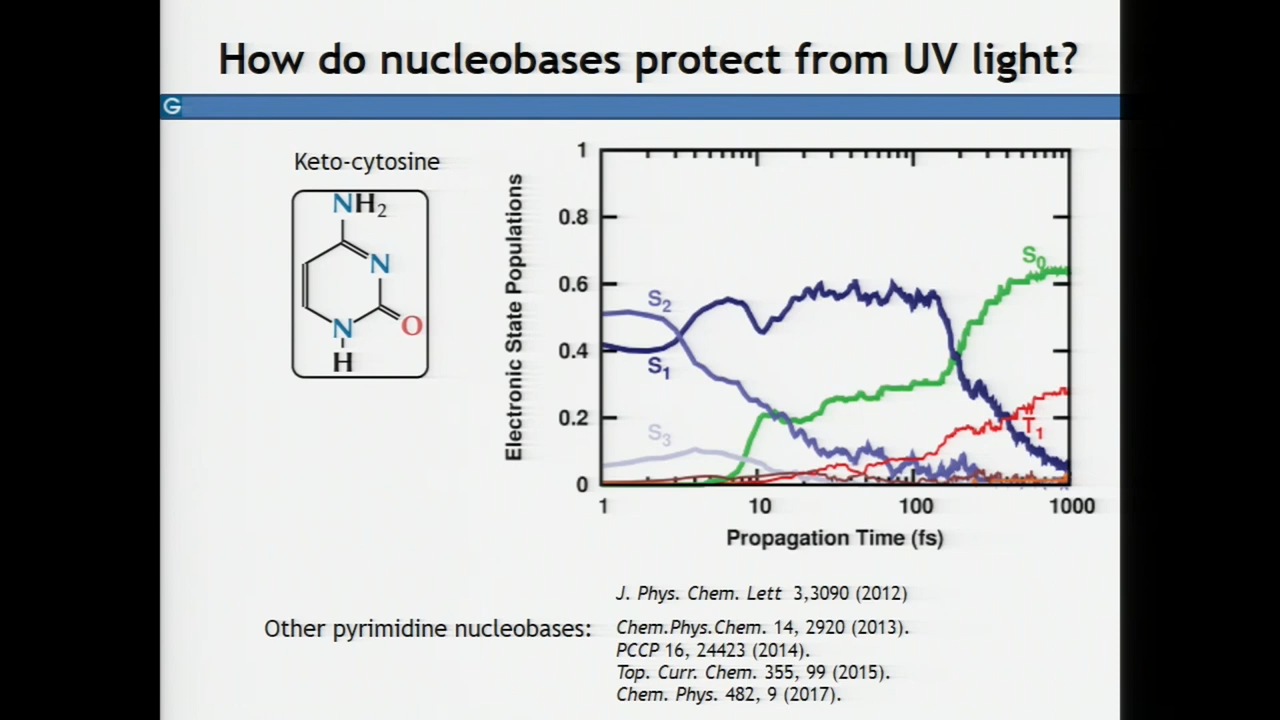 How do nucleobases protect from UV light?
G
Keto-cytosine
NH2
N
N
O
H
Electronic State Populations
1
0.8
0.6
0.4
0.2
0
S2
S1
S3
S0
T1
1
10
100
1000
Propagation Time (fs)
J. Phys. Chem. Lett 3,3090 (2012)
Other pyrimidine nucleobases: Chem.Phys.Chem. 14, 2920 (2013).
PCCP 16, 24423 (2014).
Top. Curr. Chem. 355, 99 (2015).
Chem. Phys. 482, 9 (2017).